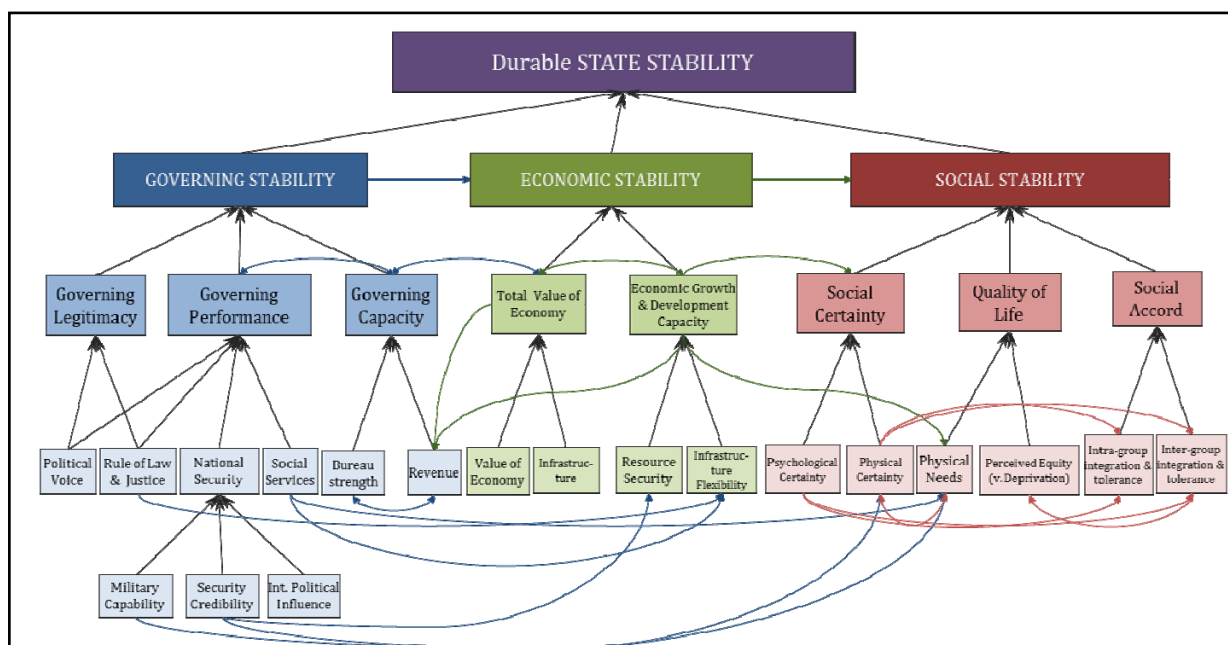 Durable STATE STABILITY
GOVERNING STABILITY
ECONOMIC STABILITY
SOCIAL STABILITY
Governing
Legitimacy
Governing
Performance
Governing
Capacity
Total Value of
Economy
Economic Growth
& Development
Capacity
Social
Certainty
Quality of
Life
Social
Accord
Political
Voice
Rule of Law
& Justice
National
Security
Social
Services
Bureau
strength
Revenue
Value of
Economy
Infrastruc-
ture
Resource
Security
Infrastruc-
ture
Flexibility
Psychological
Certainty
Physical
Certainty
Physical
Needs
Perceived Equity
(v. Deprivation)
Intra-group
integration &
tolerance
Inter-group
integration
& tolerance
Military
Capability
Security
Credibility
Int. Political
Influence